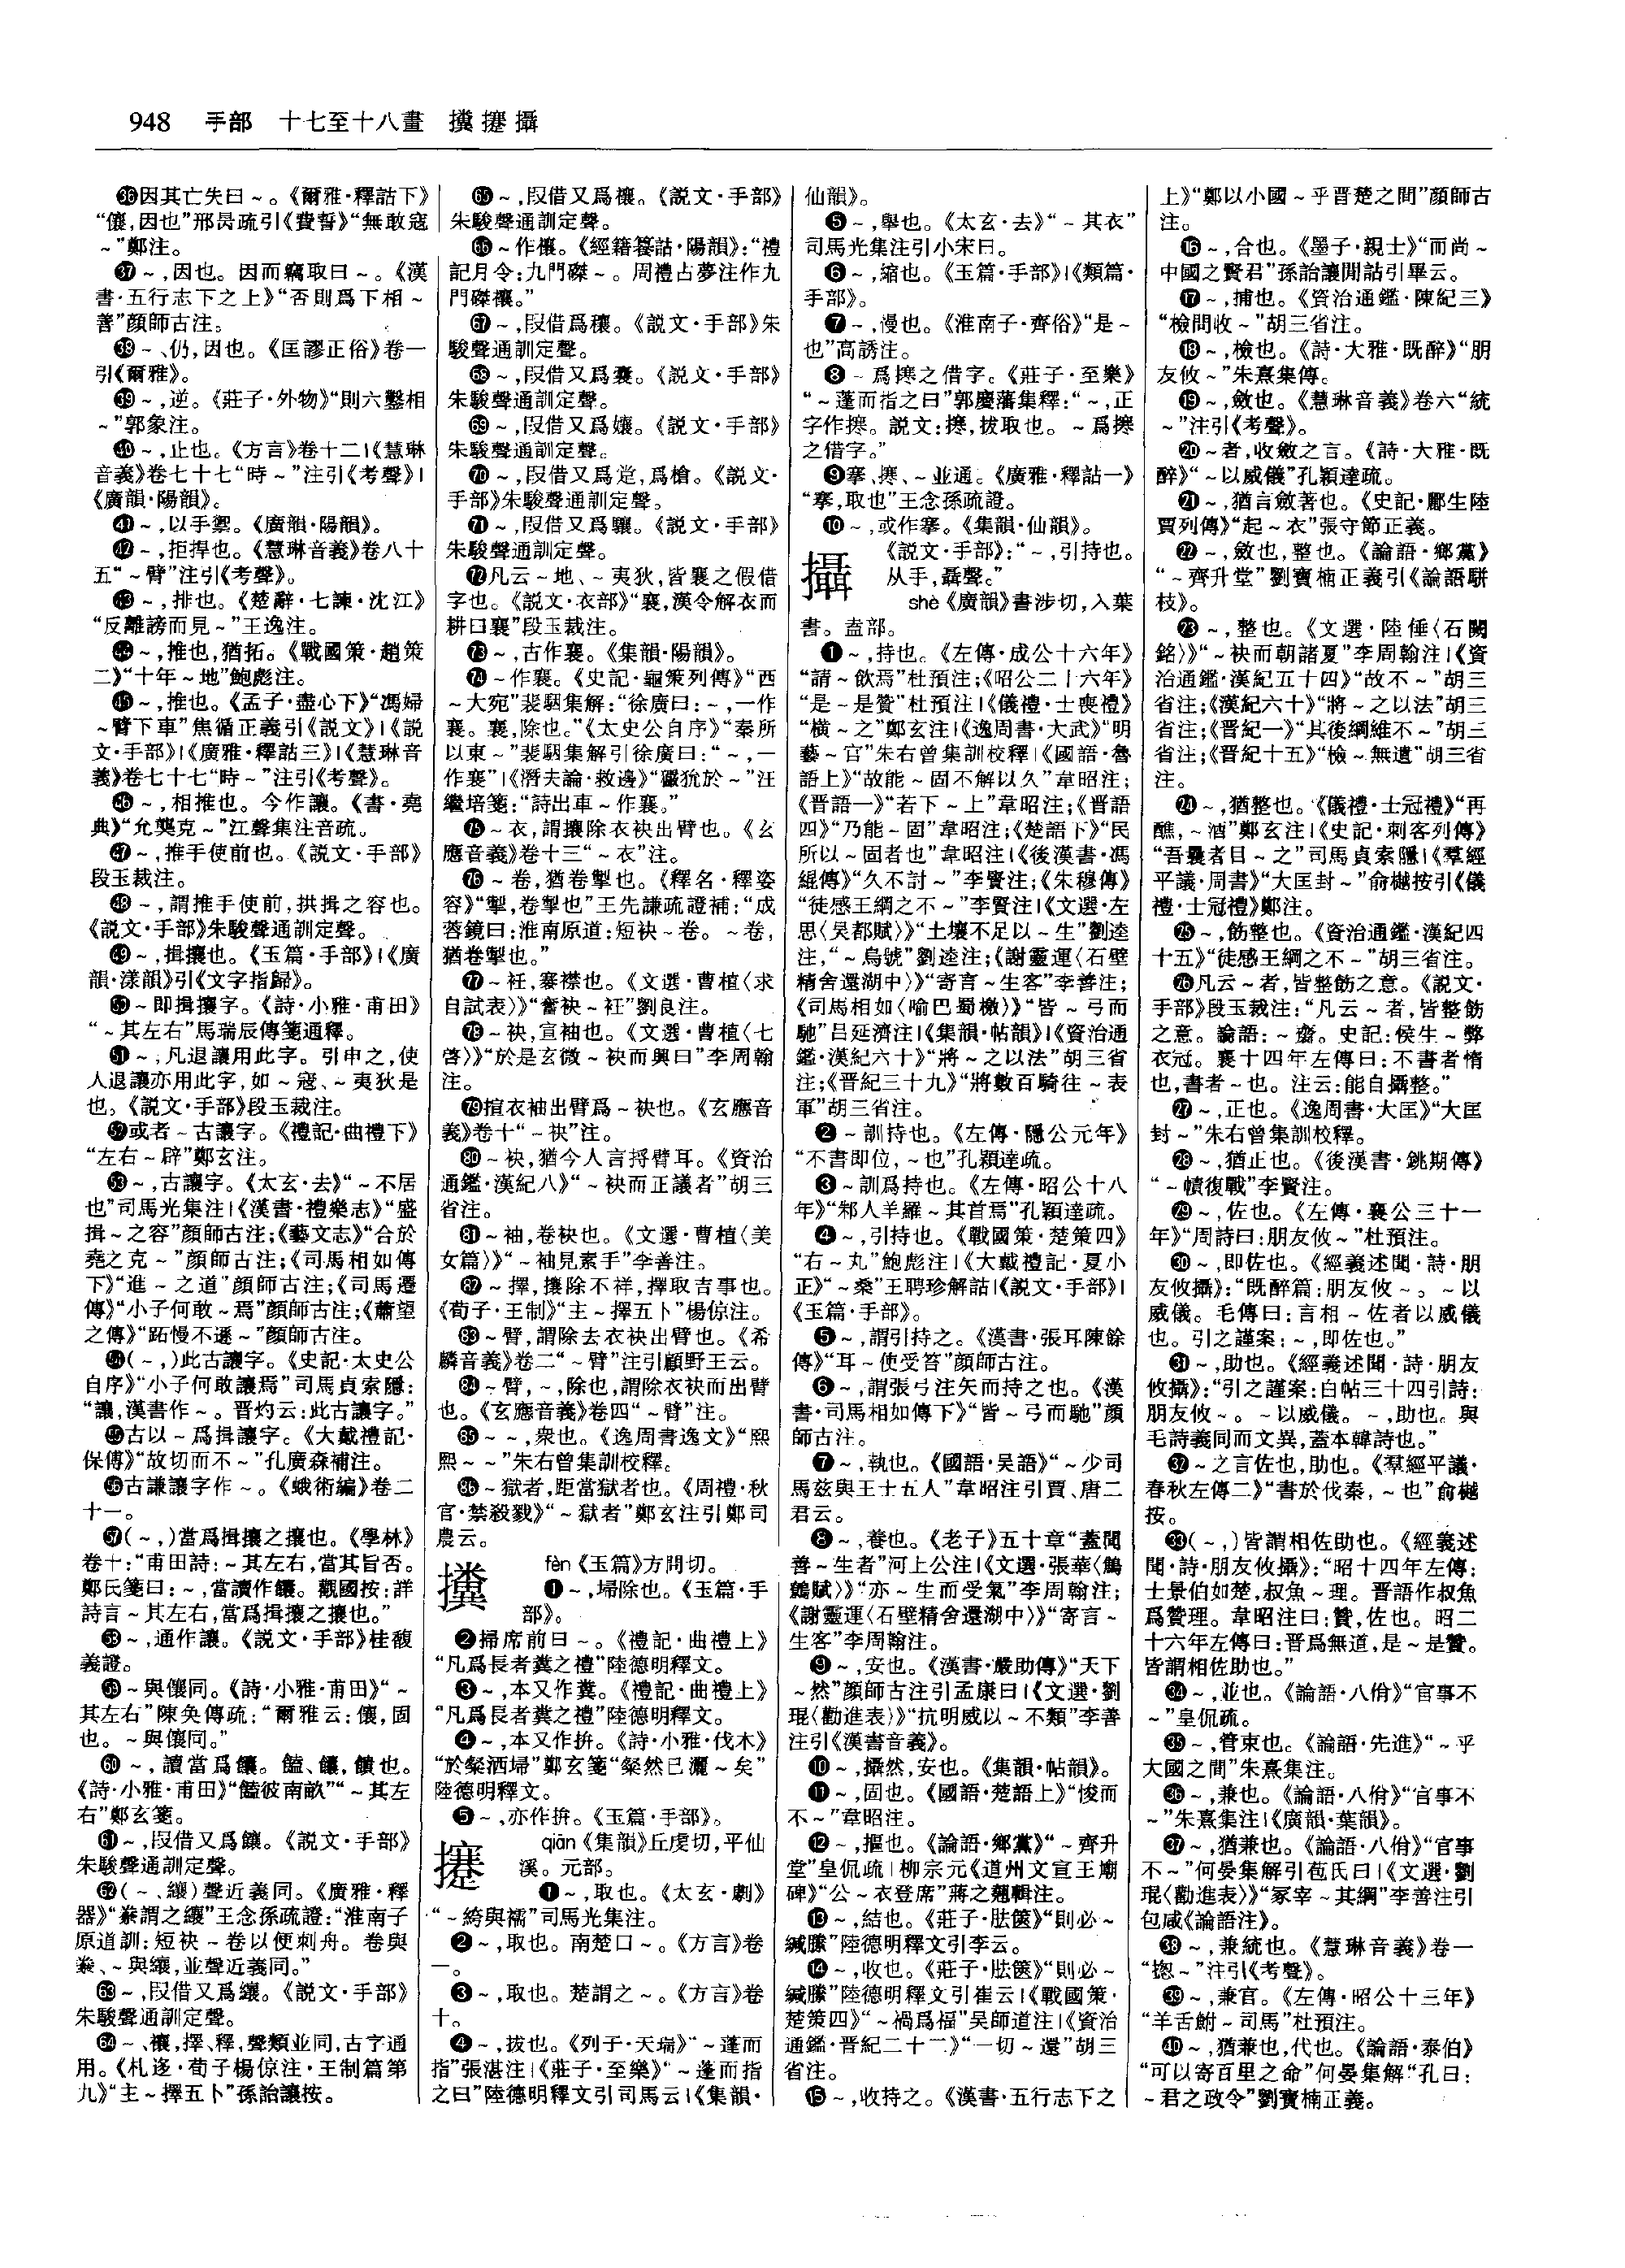 948 手部 十七至十八畫 攩攓攝
㊱因其亡失曰～。《爾雅·釋詁下》
“儴,因也”邢昺疏引《費誓》“無敢寇
～”鄭注。
㊲～,因也。因而竊取曰～。《漢
書·五行志下之上》“否則爲下相～
善”顏師古注。
㊳～、仍,因也。《匡謬正俗》卷一
引《爾雅》。
㊴～,逆。《莊子·外物》“則六鑿相
～”郭象注。
㊵～,止也。《方言》卷十二|《慧琳
音義》卷七十七“時～”注引《考聲》|
《廣韻·陽韻》。
㊶～,以手禦。《廣韻·陽韻》。
㊷～,拒捍也。《慧琳音義》卷八十
五“～臂”注引《考聲》。
㊸～,排也。《楚辭·七諫·沈江》
“反離謗而見～”王逸注。
㊹～,推也,猶拓。《戰國策·趙策
二》“十年～地”鮑彪注。
㊺～,推也。《孟子·盡心下》“馮婦
～臂下車”焦循正義引《説文》|《説
文·手部》|《廣雅·釋詁三》|《慧琳音
義》卷七十七“時～”注引《考聲》。
㊻～,相推也。今作讓。《書·堯
典》“允龔克～”江聲集注音疏。
㊼～,推手使前也。《説文·手部》
段玉裁注。
㊽～,謂推手使前,拱揖之容也。
《説文·手部》朱駿聲通訓定聲。
㊾～,揖攘也。《玉篇·手部》|《廣
韻·漾韻》引《文字指歸》。
㊿～即揖攘字。《詩·小雅·甫田》
“～其左右”馬瑞辰傳箋通釋。
51～,凡退讓用此字。引申之,使
人退讓亦用此字,如～寇、～夷狄是
也。《説文·手部》段玉裁注。
52或者～古讓字。《禮記·曲禮下》
“左右～辟”鄭玄注。
53～,古讓字。《太玄·去》“～不居
也”司馬光集注|《漢書·禮樂志》“盛
揖～之容”顏師古注;《藝文志》“合於
堯之克～”顏師古注;《司馬相如傳
下》“進～之道”顏師古注;《司馬遷
傳》“小子何敢～焉”顏師古注;《蕭望
之傳》“踞慢不遜～”顏師古注。
54(～,)此古讓字。《史記·太史公
自序》“小子何敢讓焉”司馬貞索隱:
“讓,漢書作～。晉灼云:此古讓字。”
55古以～爲揖讓字。《大戴禮記·
保傅》“故切而不～”孔廣森補注。
56古謙讓字作～。《蛾術編》卷二
十一。
57(～,)當爲揖攘之攘也。《學林》
卷十:“甫田詩:～其左右,當其旨否。
鄭氏箋曰:～,當讀作饟。觀國按:詳
詩言～其左右,當爲揖攘之攘也。”
58～,通作讓。《説文·手部》桂馥
義證。
59～與儴同。《詩·小雅·甫田》“～
其左右”陳奐傳疏:“爾雅云:儴,因
也。～與儴同。”
60～,讀當爲饟。饁、饟,饋也。
《詩·小雅·甫田》“饁彼南畝”“～其左
右”鄭玄箋。
61～,叚借又爲饟。《説文·手部》
朱駿聲通訓定聲。
62(～、纕)聲近義同。《廣雅·釋
器》“絭謂之纕”王念孫疏證:“淮南子
原道訓:短袂～卷以便刺舟。卷與
絭、～與纕,並聲近義同。”
63～,叚借又爲纕。《説文·手部》
朱駿聲通訓定聲。
64～、禳,擇、釋,聲類並同,古字通
用。《札迻·荀子楊倞注·王制篇第
九》“主～擇五卜”孫詒讓按。
65～,叚借又爲禳。《説文·手部》
朱駿聲通訓定聲。
66～作禳。《經籍籑詁·陽韻》:“禮
記月令:九門磔～。周禮占夢注作九
門磔禳。”
67～,叚借爲穰。《説文·手部》朱
駿聲通訓定聲。
68～,叚借又爲囊。《説文·手部》
朱駿聲通訓定聲。
69～,叚借又爲孃。《説文·手部》
朱駿聲通訓定聲。
70～,叚借又爲㲋,爲槍。《説文·
手部》朱駿聲通訓定聲。
71～,叚借又爲驤。《説文·手部》
朱駿聲通訓定聲。
72凡云～地、～夷狄,皆襄之假借
字也。《説文·衣部》“襄,漢令解衣而
耕曰襄”段玉裁注。
73～,古作襄。《集韻·陽韻》。
74～作襄。《史記·龜策列傳》“西
～大宛”裴駰集解:“徐廣曰:～,一作
襄。襄,除也。”《太史公自序》“秦所
以東～”裴駰集解引徐廣曰:“～,一
作襄”|《潛夫論·救邊》“玁狁於～”汪
繼培箋:“詩出車～作襄。”
75～衣,謂攘除衣袂出臂也。《玄
應音義》卷十三“～衣”注。
76～卷,猶卷掣也。《釋名·釋姿
容》“掣,卷掣也”王先謙疏證補:“成
蓉鏡曰:淮南原道:短袂～卷。～卷,
猶卷掣也。”
77～衽,搴襟也。《文選·曹植〈求
自試表〉》“奮袂～衽”劉良注。
78～袂,宣袖也。《文選·曹植〈七
啓〉》“於是玄微～袂而興曰”李周翰
注。
79揎衣袖出臂爲～袂也。《玄應音
義》卷十“～袂”注。
80～袂,猶今人言捋臂耳。《資治
通鑑·漢紀八》“～袂而正議者”胡三
省注。
81～袖,卷袂也。《文選·曹植〈美
女篇〉》“～袖見素手”李善注。
82～擇,攘除不祥,擇取吉事也。
《荀子·王制》“主～擇五卜”楊倞注。
83～臂,謂除去衣袂出臂也。《希
麟音義》卷二“～臂”注引顧野王云。
84～臂,～,除也,謂除衣袂而出臂
也。《玄應音義》卷四“～臂”注。
85～～,衆也。《逸周書逸文》“熙
熙～～”朱右曾集訓校釋。
86～獄者,距當獄者也。《周禮·秋
官·禁殺戮》“～獄者”鄭玄注引鄭司
農云。
fèn《玉篇》方問切。
❶～,埽除也。《玉篇·手
部》。
❷掃席前曰～。《禮記·曲禮上》
“凡爲長者糞之禮”陸德明釋文。
❸～,本又作糞。《禮記·曲禮上》
“凡爲長者糞之禮”陸德明釋文。
❹～,本又作拚。《詩·小雅·伐木》
“於粲洒埽”鄭玄箋“粲然已灑～矣”
陸德明釋文。
❺～,亦作拚。《玉篇·手部》。
攓 qiān《集韻》丘虔切,平仙
溪。元部。
❶～,取也。《太玄·劇》
“～綺與襦”司馬光集注。
❷～,取也。南楚曰～。《方言》卷
一。
❸～,取也。楚謂之～。《方言》卷
十。
❹～,拔也。《列子·天瑞》“～蓬而
指”張湛注|《莊子·至樂》“～蓬而指
之曰”陸德明釋文引司馬云|《集韻·
仙韻》。
❺～,舉也。《太玄·去》“～其衣”
司馬光集注引小宋曰。
❻～,縮也。《玉篇·手部》|《類篇·
手部》。
❼～,慢也。《淮南子·齊俗》“是～
也”高誘注。
❽～爲㩃之借字。《莊子·至樂》
“～蓬而指之曰”郭慶藩集釋:“～,正
字作㩃。説文:㩃,拔取也。～爲㩃
之借字。”
❾搴、㩃、～並通。《廣雅·釋詁一》
“搴,取也”王念孫疏證。
❿～,或作搴。《集韻·仙韻》。
攝 《説文·手部》:“～,引持也。
从手,聶聲。”
shè《廣韻》書涉切,入葉
書。盍部。
❶～,持也。《左傳·成公十六年》
“請～飲焉”杜預注;《昭公二十六年》
“是～是贊”杜預注|《儀禮·士喪禮》
“橫～之”鄭玄注|《逸周書·大武》“明
藝～官”朱右曾集訓校釋|《國語·魯
語上》“故能～固不解以久”韋昭注;
《晉語一》“若下～上”韋昭注;《晉語
四》“乃能～固”韋昭注;《楚語下》“民
所以～固者也”韋昭注|《後漢書·馮
緄傳》“久不討～”李賢注;《朱穆傳》
“徒感王綱之不～”李賢注|《文選·左
思〈吴都賦〉》“土壤不足以～生”劉逵
注,“～烏號”劉逵注;《謝靈運〈石壁
精舍還湖中〉》“寄言～生客”李善注;
《司馬相如〈喻巴蜀檄〉》“皆～弓而
馳”吕延濟注|《集韻·帖韻》|《資治通
鑑·漢紀六十》“將～之以法”胡三省
注;《晉紀三十九》“將數百騎往～表
軍”胡三省注。
❷～訓持也。《左傳·隱公元年》
“不書即位,～也”孔穎達疏。
❸～訓爲持也。《左傳·昭公十八
年》“鄅人羊羅～其首焉”孔穎達疏。
❹～,引持也。《戰國策·楚策四》
“右～丸”鮑彪注|《大戴禮記·夏小
正》“～桑”王聘珍解詁|《説文·手部》|
《玉篇·手部》。
❺～,謂引持之。《漢書·張耳陳餘
傳》“耳～使受笞”顏師古注。
❻～,謂張弓注矢而持之也。《漢
書·司馬相如傳下》“皆～弓而馳”顏
師古注。
❼～,執也。《國語·吴語》“～少司
馬兹與王士五人”韋昭注引賈、唐二
君云。
❽～,養也。《老子》五十章“蓋聞
善～生者”河上公注|《文選·張華〈鷦
鷯賦〉》“亦～生而受氣”李周翰注;
《謝靈運〈石壁精舍還湖中〉》“寄言～
生客”李周翰注。
❾～,安也。《漢書·嚴助傳》“天下
～然”顏師古注引孟康曰|《文選·劉
琨〈勸進表〉》“抗明威以～不類”李善
注引《漢書音義》。
❿～,攝然,安也。《集韻·帖韻》。
⓫～,固也。《國語·楚語上》“悛而
不～”韋昭注。
⓬～,摳也。《論語·鄉黨》“～齊升
堂”皇侃疏|柳宗元《道州文宣王廟
碑》“公～衣登席”蔣之翹輯注。
⓭～,結也。《莊子·胠篋》“則必～
緘縢”陸德明釋文引李云。
⓮～,收也。《莊子·胠篋》“則必～
緘縢”陸德明釋文引崔云|《戰國策·
楚策四》“～禍爲福”吴師道注|《資治
通鑑·晉紀二十二》“一切～還”胡三
省注。
⓯～,收持之。《漢書·五行志下之
上》“鄭以小國～乎晉楚之間”顏師古
注。
⓰～,合也。《墨子·親士》“而尚～
中國之賢君”孫詒讓閒詁引畢云。
⓱～,捕也。《資治通鑑·陳紀三》
“檢問收～”胡三省注。
⓲～,檢也。《詩·大雅·既醉》“朋
友攸～”朱熹集傳。
⓳～,斂也。《慧琳音義》卷六“統
～”注引《考聲》。
⓴～者,收斂之言。《詩·大雅·既
醉》“～以威儀”孔穎達疏。
㉑～,猶言斂著也。《史記·酈生陸
賈列傳》“起～衣”張守節正義。
㉒～,斂也,整也。《論語·鄉黨》
“～齊升堂”劉寶楠正義引《論語駢
枝》。
㉓～,整也。《文選·陸倕〈石闕
銘〉》“～袂而朝諸夏”李周翰注|《資
治通鑑·漢紀五十四》“故不～”胡三
省注;《漢紀六十》“將～之以法”胡三
省注;《晉紀一》“其後綱維不～”胡三
省注;《晉紀十五》“檢～無遺”胡三省
注。
㉔～,猶整也。《儀禮·士冠禮》“再
醮,～酒”鄭玄注|《史記·刺客列傳》
“吾曩者目～之”司馬貞索隱|《羣經
平議·周書》“大匡封～”俞樾按引《儀
禮·士冠禮》鄭注。
㉕～,飭整也。《資治通鑑·漢紀四
十五》“徒感王綱之不～”胡三省注。
㉖凡云～者,皆整飭之意。《説文·
手部》段玉裁注:“凡云～者,皆整飭
之意。論語:～齋。史記:侯生～弊
衣冠。襄十四年左傳曰:不書者惰
也,書者～也。注云:能自攝整。”
㉗～,正也。《逸周書·大匡》“大匡
封～”朱右曾集訓校釋。
㉘～,猶正也。《後漢書·銚期傳》
“～幘復戰”李賢注。
㉙～,佐也。《左傳·襄公三十一
年》“周詩曰:朋友攸～”杜預注。
㉚～,即佐也。《經義述聞·詩·朋
友攸攝》:“既醉篇:朋友攸～。～以
威儀。毛傳曰:言相～佐者以威儀
也。引之謹案:～,即佐也。”
㉛～,助也。《經義述聞·詩·朋友
攸攝》:“引之謹案:白帖三十四引詩:
朋友攸～。～以威儀。～,助也。與
毛詩義同而文異,蓋本韓詩也。”
㉜～之言佐也,助也。《羣經平議·
春秋左傳二》“書於伐秦,～也”俞樾
按。
㉝(～,)皆謂相佐助也。《經義述
聞·詩·朋友攸攝》:“昭十四年左傳:
士景伯如楚,叔魚～理。晉語作叔魚
爲贊理。韋昭注曰:贊,佐也。昭二
十六年左傳曰:晉爲無道,是～是贊。
皆謂相佐助也。”
㉞～,並也。《論語·八佾》“官事不
～”皇侃疏。
㉟～,管束也。《論語·先進》“～乎
大國之間”朱熹集注。
㊱～,兼也。《論語·八佾》“官事不
～”朱熹集注|《廣韻·葉韻》。
㊲～,猶兼也。《論語·八佾》“官事
不～”何晏集解引苞氏曰|《文選·劉
琨〈勸進表〉》“冢宰～其綱”李善注引
包咸《論語注》。
㊳～,兼統也。《慧琳音義》卷一
“揔～”注引《考聲》。
㊴～,兼官。《左傳·昭公十三年》
“羊舌鮒～司馬”杜預注。
㊵～,猶兼也,代也。《論語·泰伯》
“可以寄百里之命”何晏集解“孔曰:
～君之政令”劉寶楠正義。